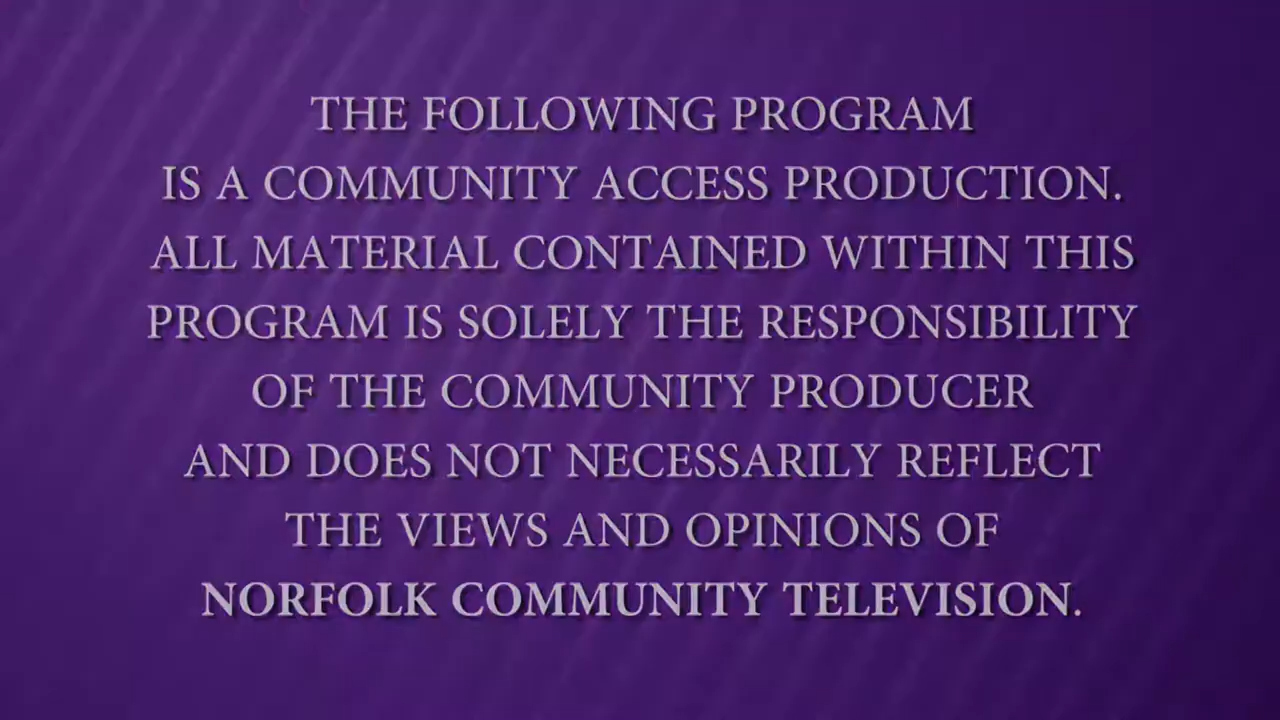 THE FOLLOWING PROGRAM
IS A COMMUNITY ACCESS PRODUCTION.
ALL MATERIAL CONTAINED WITHIN THIS
PROGRAM IS SOLELY THE RESPONSIBILITY
OF THE COMMUNITY PRODUCER
AND DOES NOT NECESSARILY REFLECT
THE VIEWS AND OPINIONS OF
NORFOLK COMMUNITY TELEVISION.